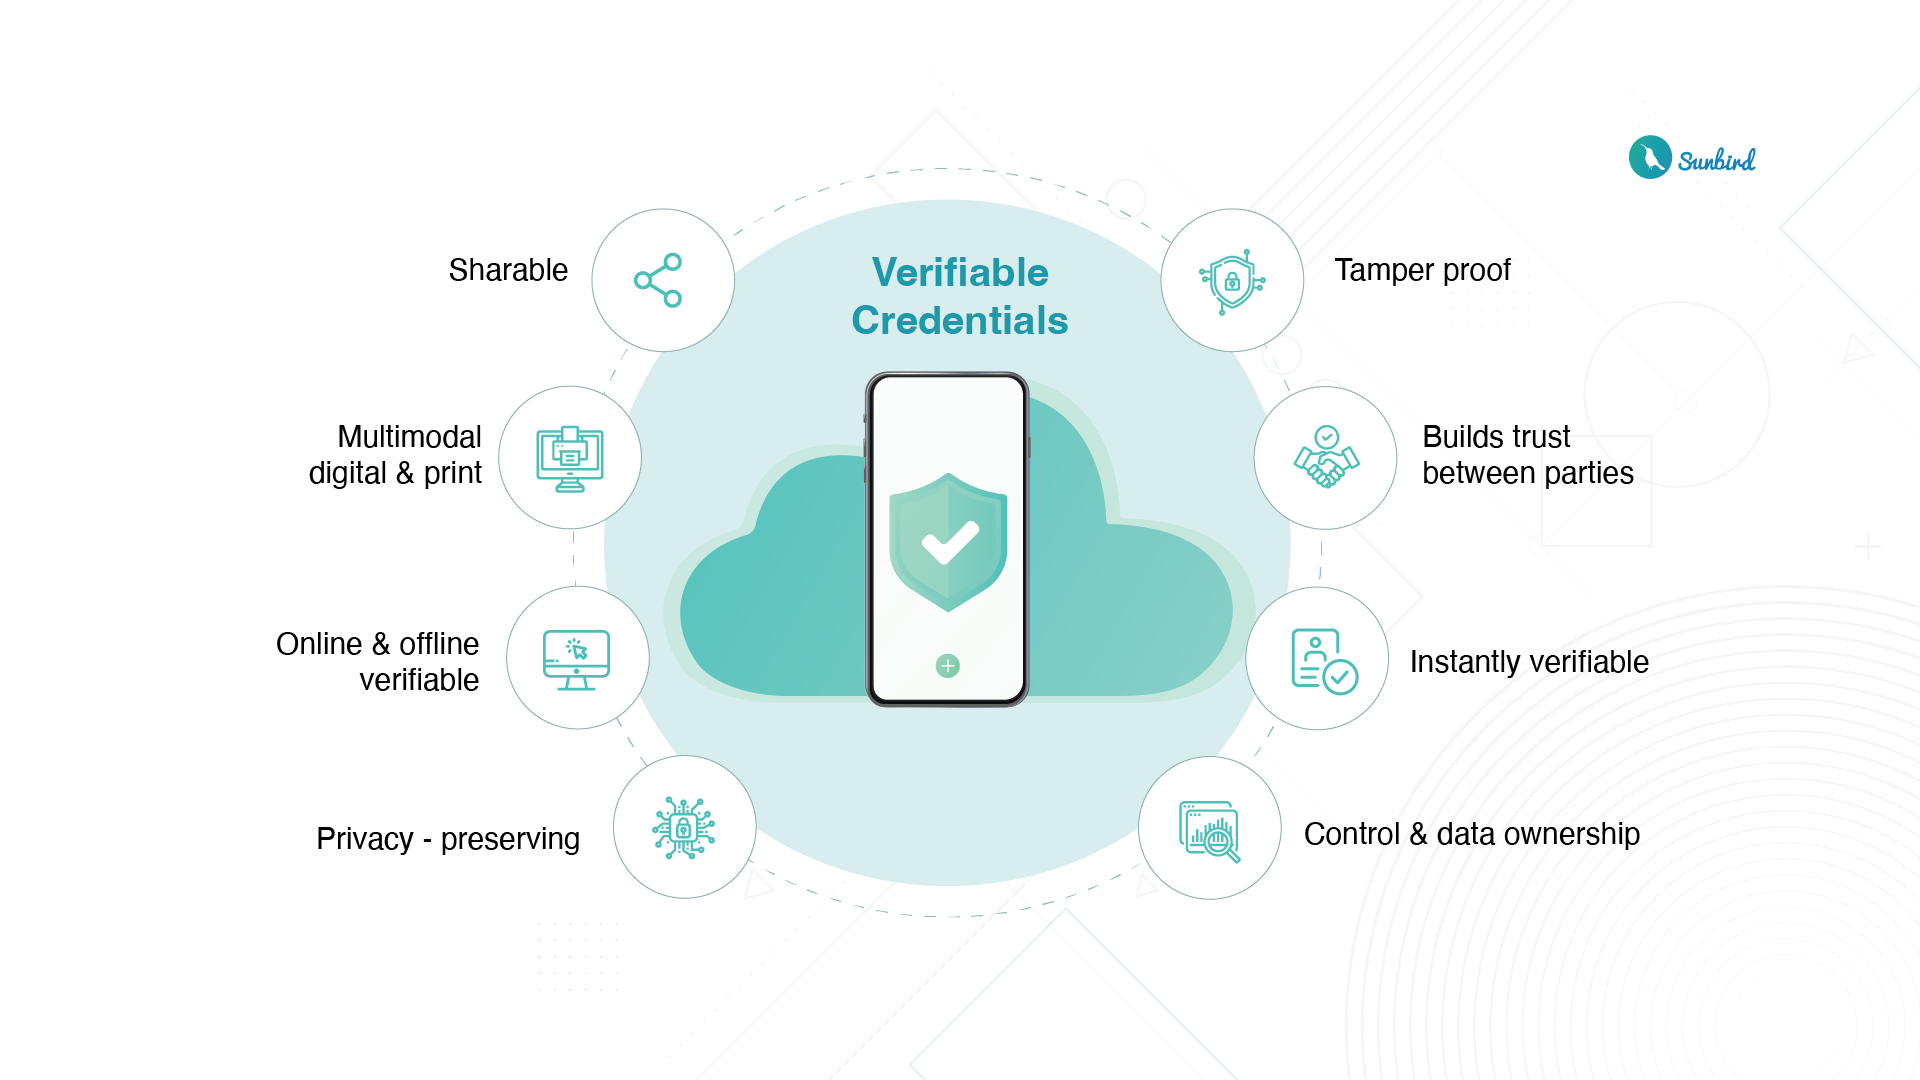 Sunbird
Verifiable
Credentials
Sharable
Multimodal
digital & print
Online & offline
verifiable
Privacy - preserving
Tamper proof
Builds trust
between parties
Instantly verifiable
Control & data ownership